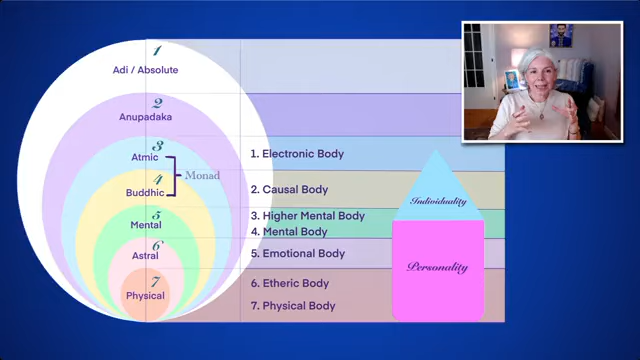 1
Adi / Absolute
2
Anupadaka
3
Atmic
4
Buddhic
Monad
5
Mental
6
Astral
7
Physical
1. Electronic Body
2. Causal Body
3. Higher Mental Body
4. Mental Body
5. Emotional Body
6. Etheric Body
7. Physical Body
Individuality
Personality